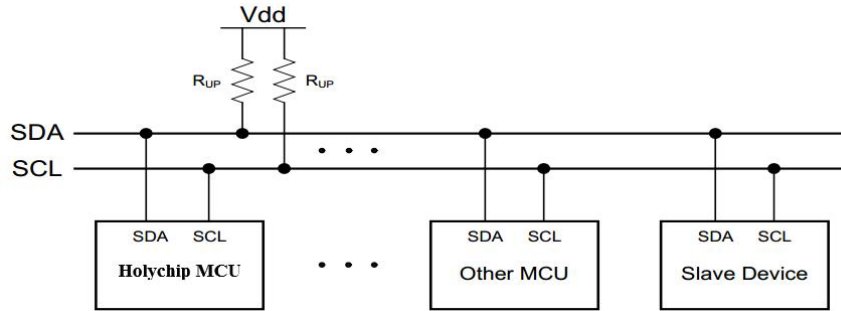 Vdd
RUP RUP
SDA
SCL
SDA SCL SDA SCL SDA SCL
Holychip MCU Other MCU Slave Device